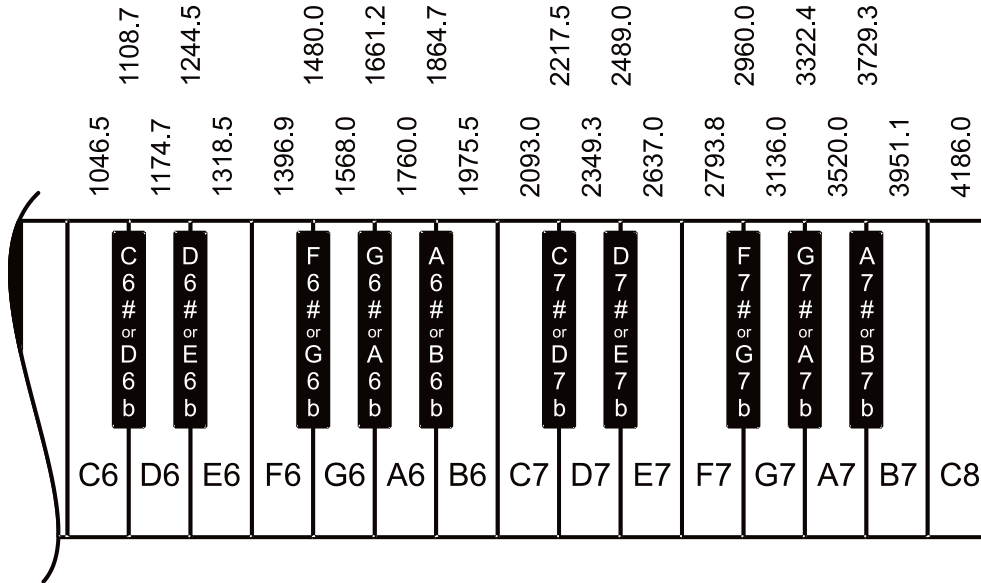 1108.7 1244.5 1480.0 1661.2 1864.7 2217.5 2489.0 2960.0 3322.4 3729.3
1046.5 1174.7 1318.5 1396.9 1568.0 1760.0 1975.5 2093.0 2349.3 2637.0 2793.8 3136.0 3520.0 3951.1 4186.0
C6# or D6b
D6# or E6b
F6# or G6b
G6# or A6b
A6# or B6b
C7# or D7b
D7# or E7b
F7# or G7b
G7# or A7b
A7# or B7b
C6 D6 E6 F6 G6 A6 B6 C7 D7 E7 F7 G7 A7 B7 C8